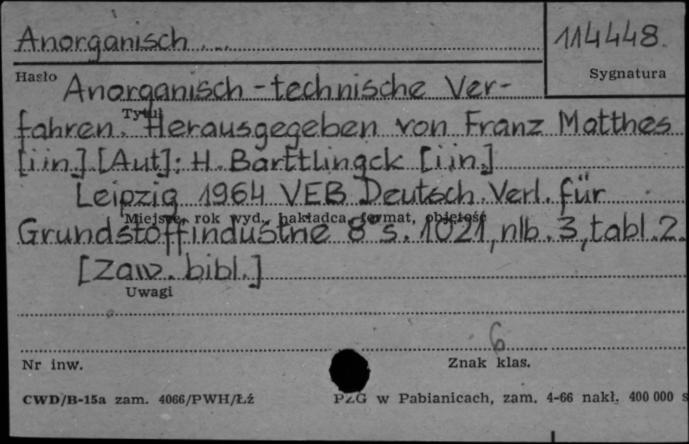 Anorganisch...
114448
Hasło
Sygnatura
Anorganisch-technische Ver-
Tytuł
fahren. Herausgegeben von Franz Matthes
[i in.] [Aut]: H. Barttlingck [i in.]
Leipzig 1964 VEB Deutsch. Verl. für
Miejsce, rok wyd., nakładca, format, objętość
Grundstoffindustrie 8° s. 1021, nlb. 3, tabl. 2.
[Zaw. bibl.]
Uwagi
6
Nr inw.
Znak klas.
CWD/B-15a zam. 4066/PWH/Łź
PZG w Pabianicach, zam. 4-66 nakł. 400 000 s